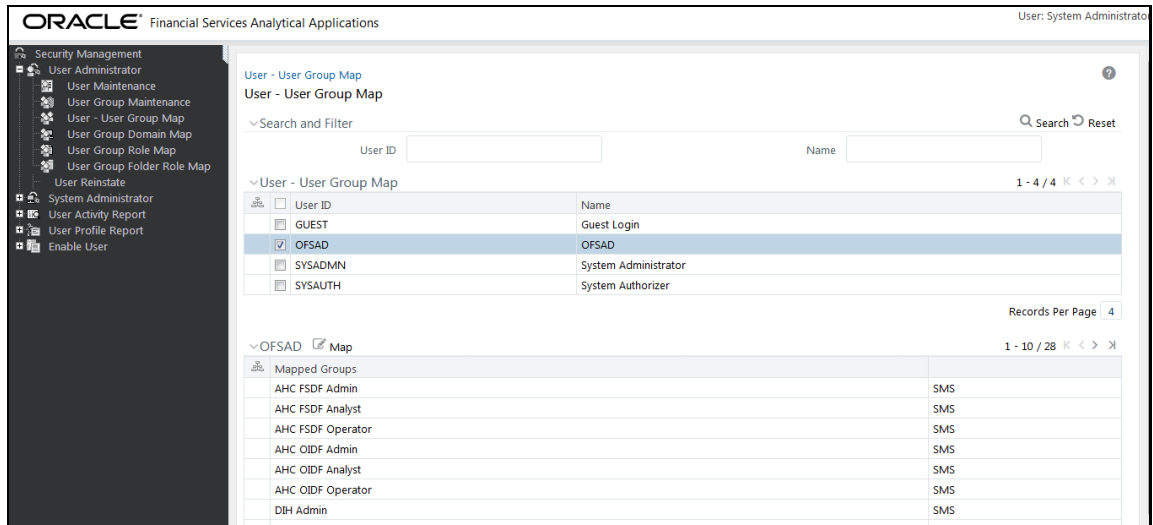 ORACLE Financial Services Analytical Applications
User: System Administrator
Security Management
User Administrator
User Maintenance
User Group Maintenance
User - User Group Map
User Group Domain Map
User Group Role Map
User Group Folder Role Map
User Reinstate
System Administrator
User Activity Report
User Profile Report
Enable User
User - User Group Map
User - User Group Map
Search and Filter
Search Reset
User ID Name
User - User Group Map 1 - 4 / 4
User ID Name
GUEST Guest Login
OFSAD OFSAD
SYSADMN System Administrator
SYSAUTH System Authorizer
Records Per Page 4
OFSAD Map 1 - 10 / 28
Mapped Groups
AHC FSDF Admin SMS
AHC FSDF Analyst SMS
AHC FSDF Operator SMS
AHC OIDF Admin SMS
AHC OIDF Analyst SMS
AHC OIDF Operator SMS
DIH Admin SMS